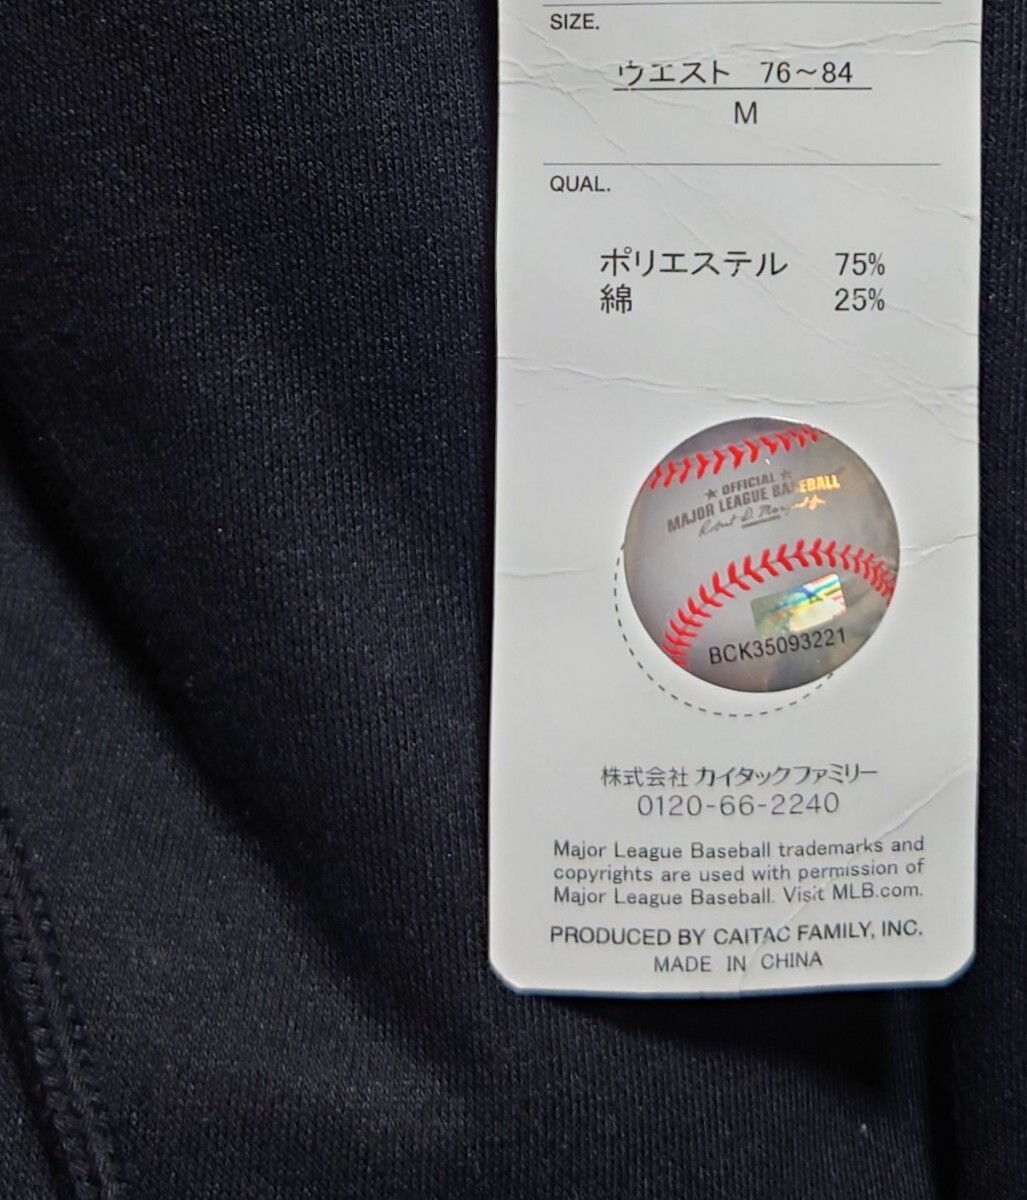 SIZE.
ウエスト 76~84
M
QUAL.
ポリエステル 75%
綿 25%
★ OFFICIAL ★
MAJOR LEAGUE BASEBALL
BCK35093221
株式会社 カイタックファミリー
0120-66-2240
Major League Baseball trademarks and
copyrights are used with permission of
Major League Baseball. Visit MLB.com.
PRODUCED BY CAITAC FAMILY, INC.
MADE IN CHINA